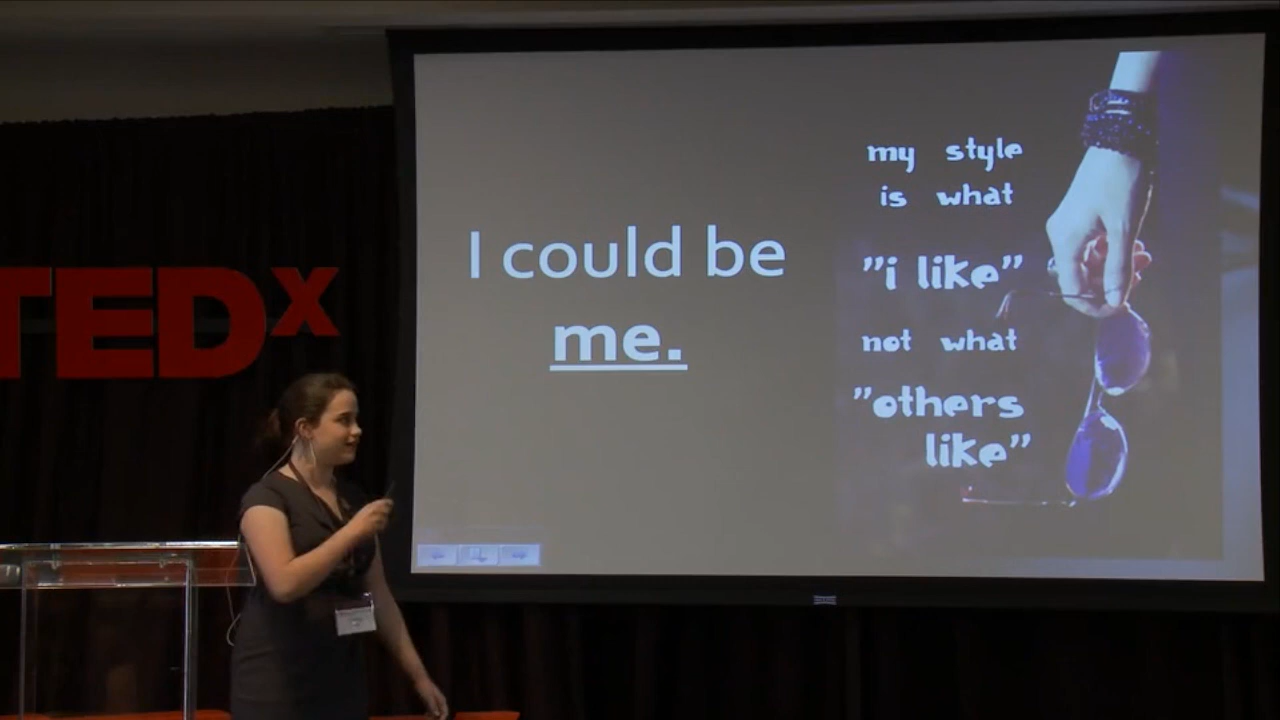 TEDx
I could be
me.
my style
is what
"i like"
not what
"others
like"